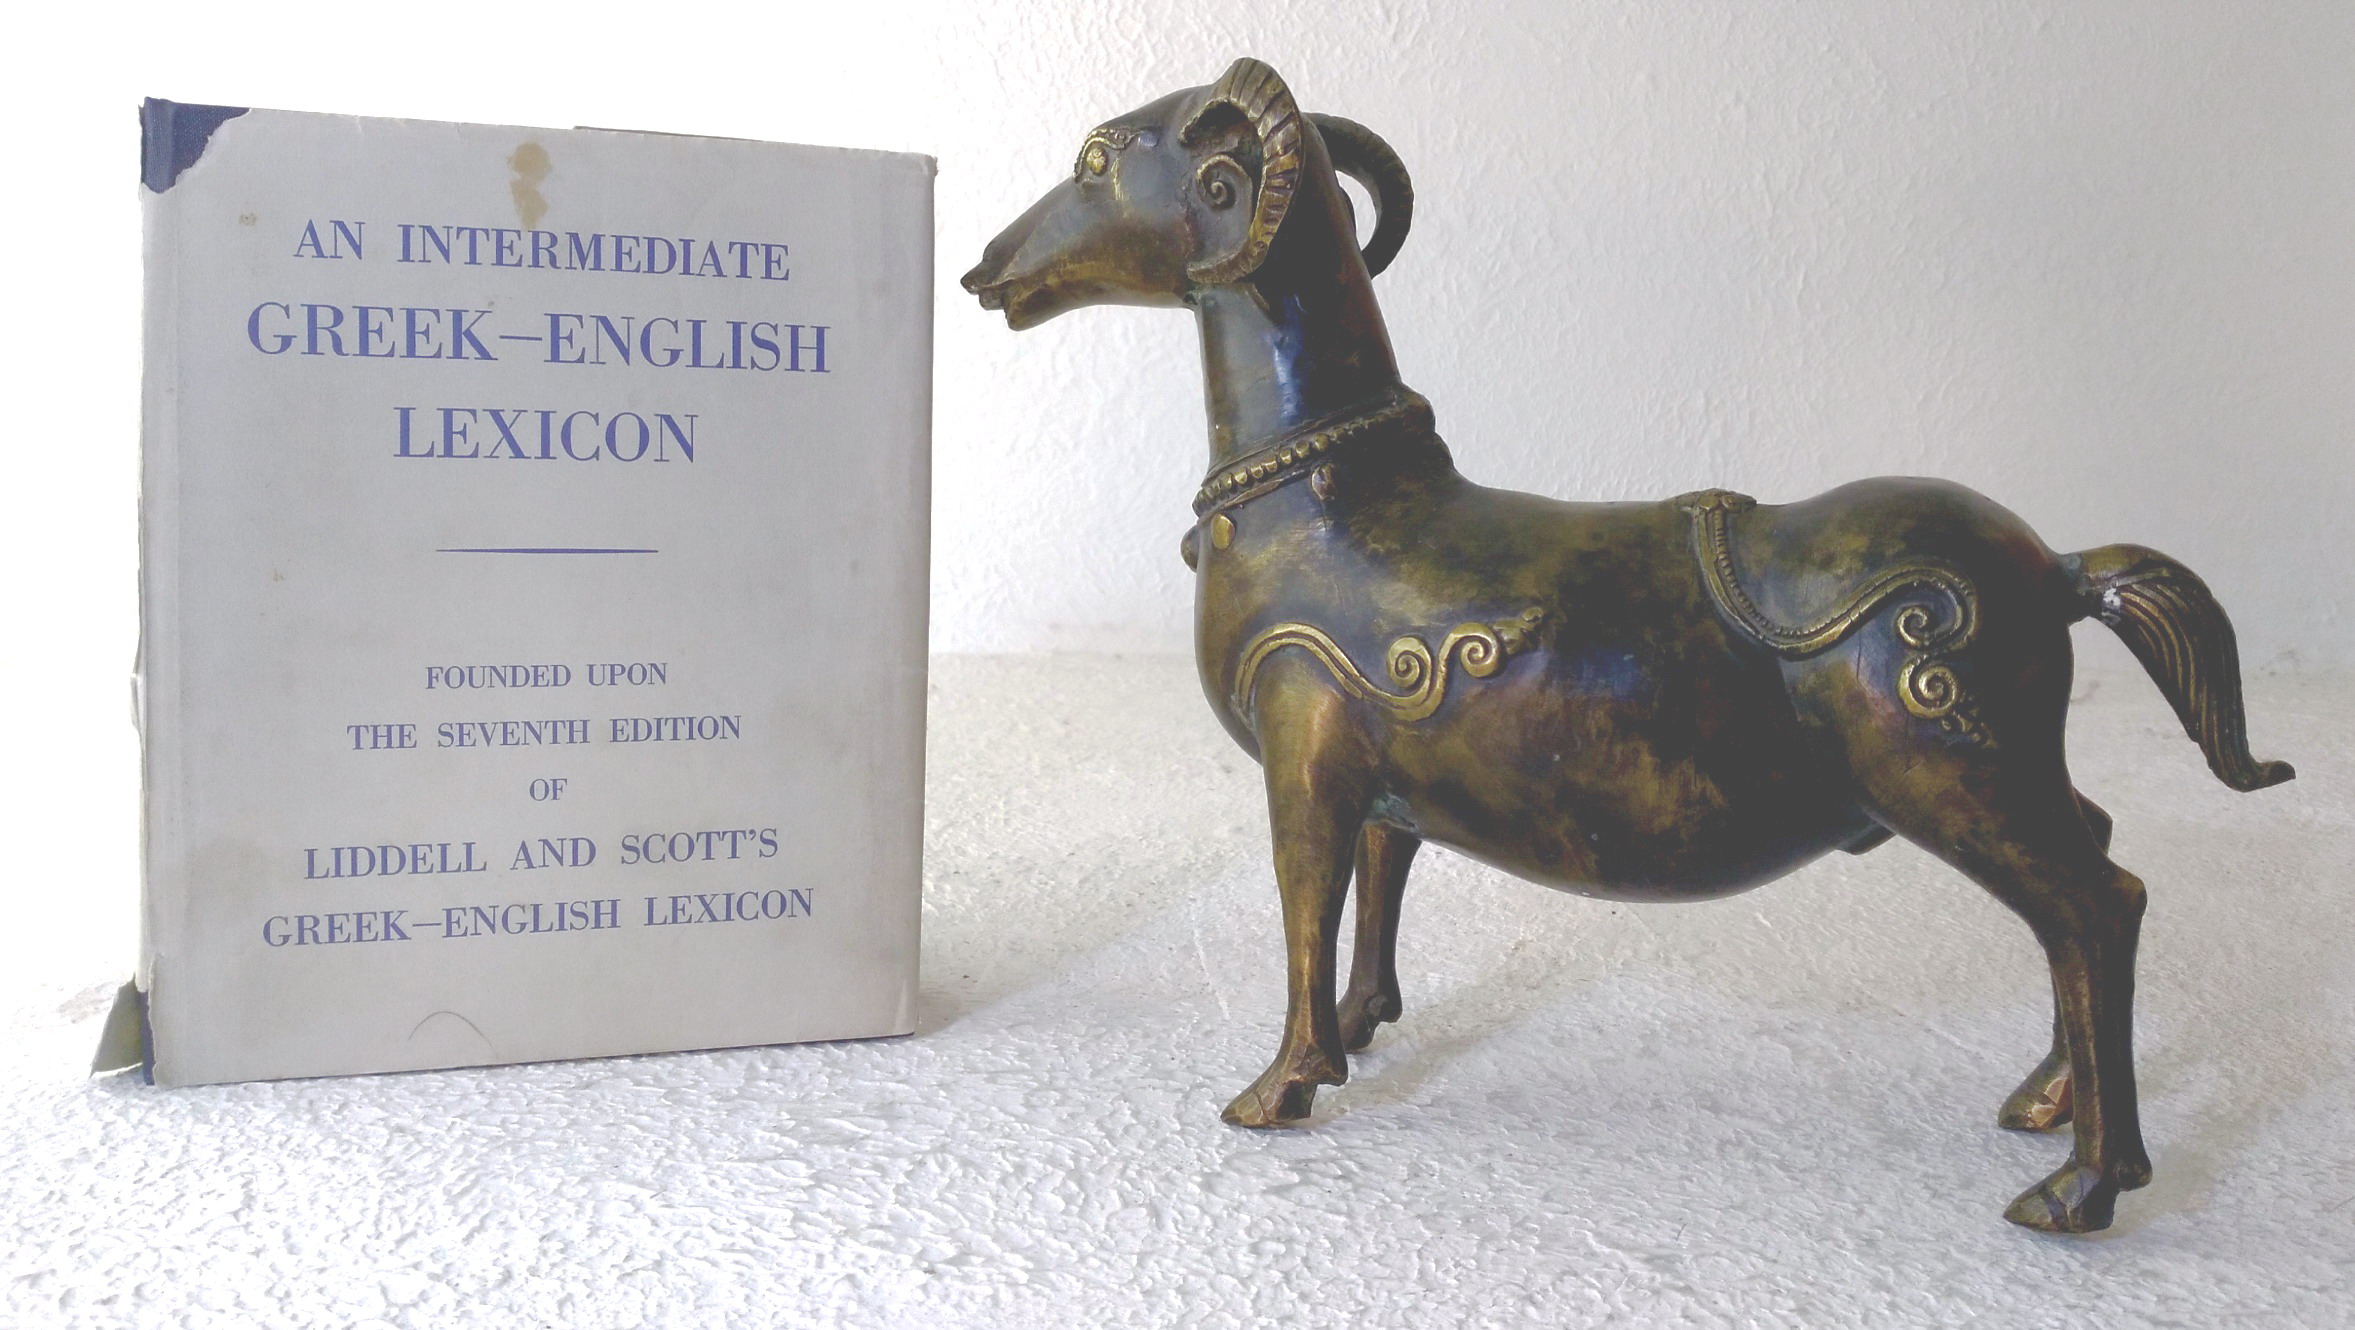 AN INTERMEDIATE
GREEK—ENGLISH
LEXICON
FOUNDED UPON
THE SEVENTH EDITION
OF
LIDDELL AND SCOTT'S
GREEK—ENGLISH LEXICON